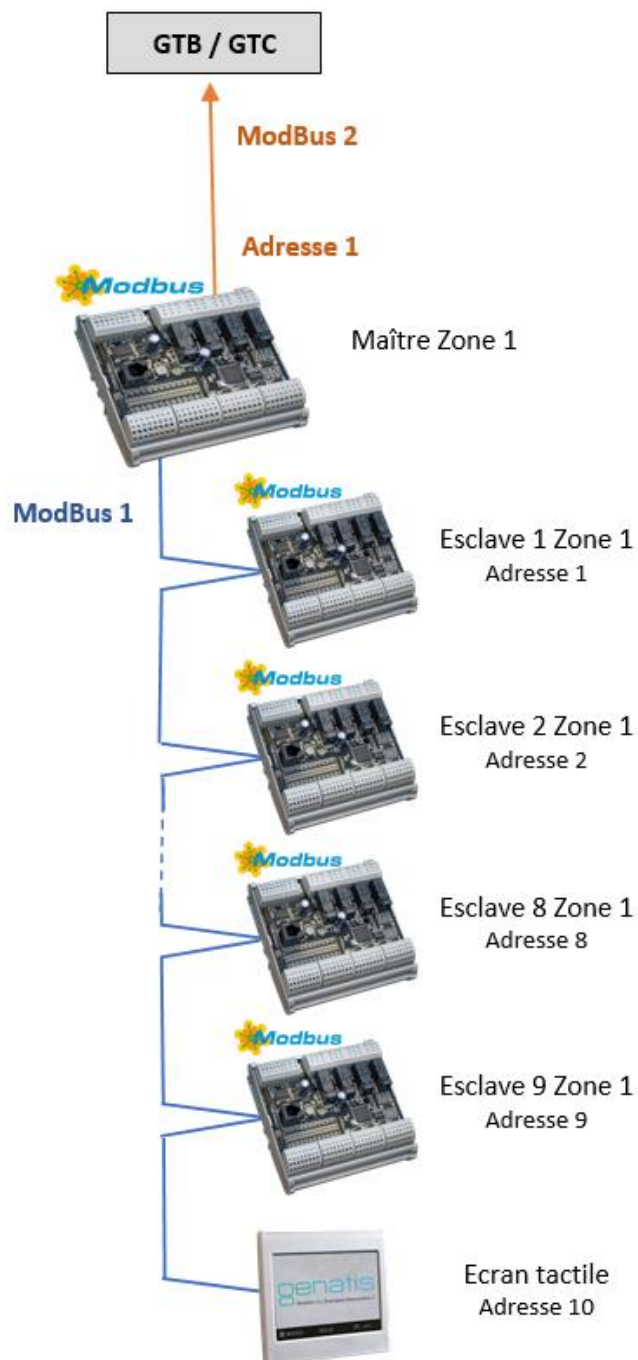 GTB / GTC
ModBus 2
Adresse 1
Modbus
Maître Zone 1
ModBus 1
Modbus
Esclave 1 Zone 1
Adresse 1
Modbus
Esclave 2 Zone 1
Adresse 2
Modbus
Esclave 8 Zone 1
Adresse 8
Modbus
Esclave 9 Zone 1
Adresse 9
genatis
Ecran tactile
Adresse 10